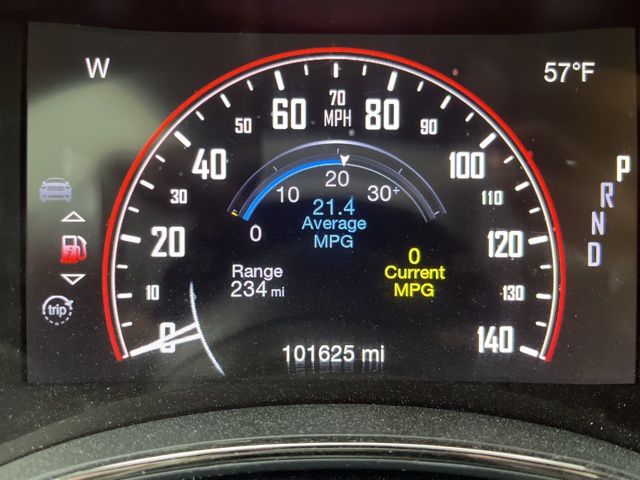 W
57°F
60
70
MPH
80
50
90
40
100
P
30
110
R
20
120
N
D
10
130
0
140
10
20
30+
0
21.4
Average
MPG
Range
234 mi
0
Current
MPG
trip
101625 mi